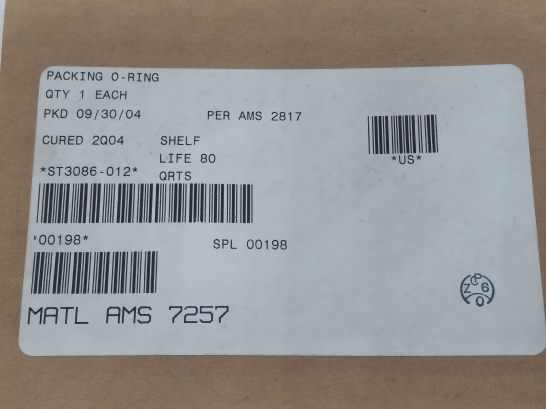 PACKING O-RING
QTY 1 EACH
PKD 09/30/04 PER AMS 2817
*US*
CURED 2Q04 SHELF
LIFE 80
*ST3086-012* QRTS
*00198* SPL 00198
MATL AMS 7257